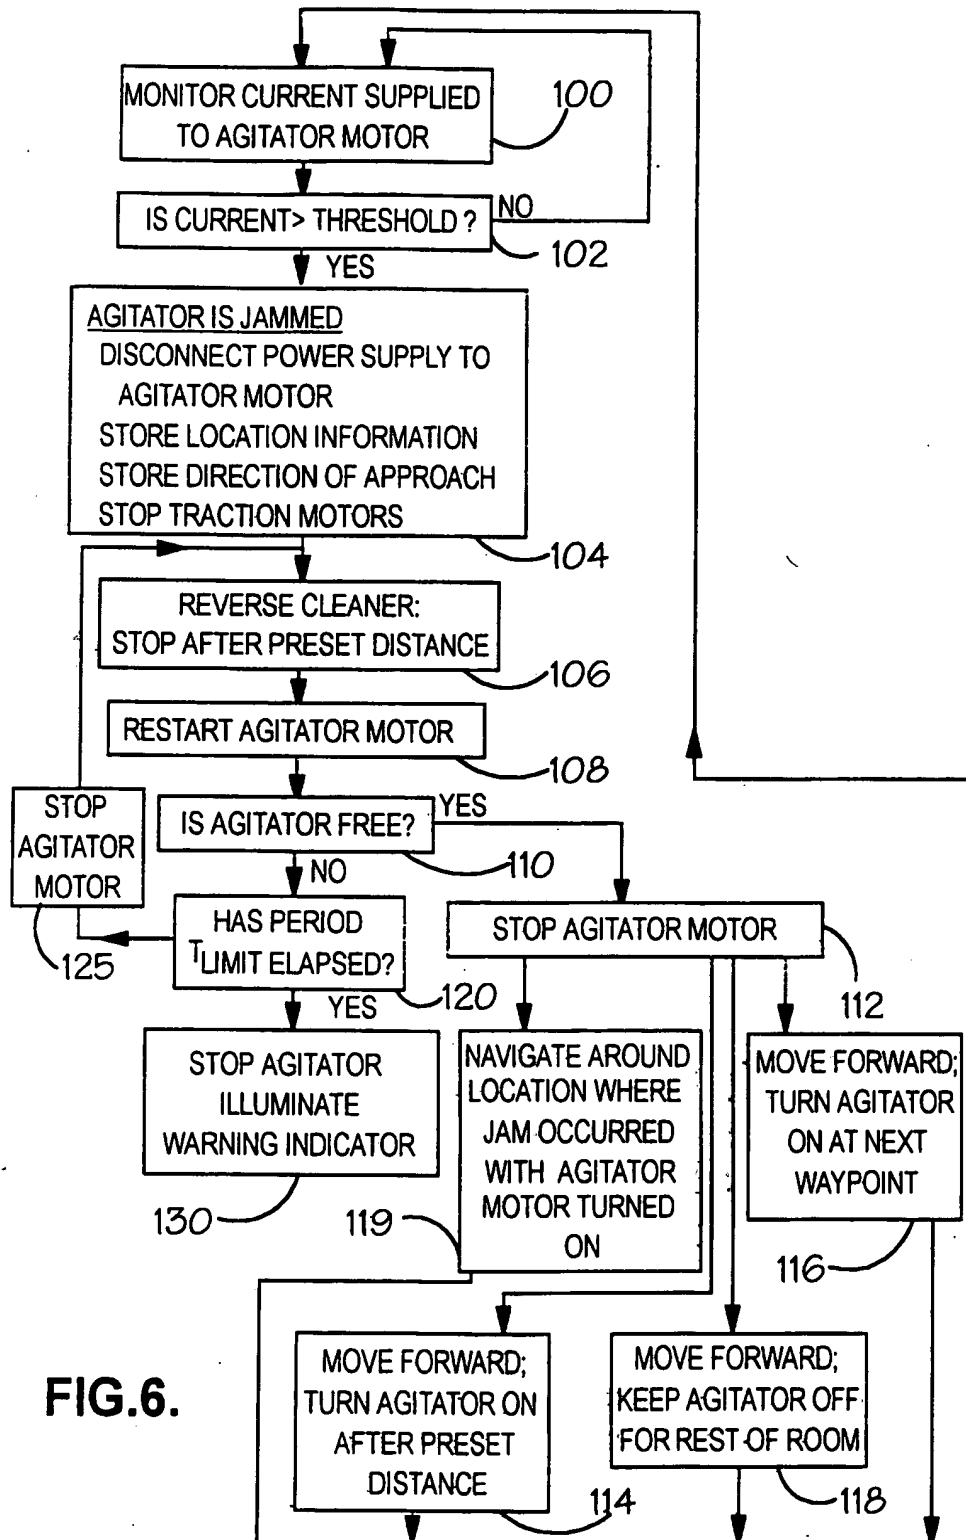 MONITOR CURRENT SUPPLIED
TO AGITATOR MOTOR
100
IS CURRENT> THRESHOLD ?
NO
102
YES
AGITATOR IS JAMMED
DISCONNECT POWER SUPPLY TO
AGITATOR MOTOR
STORE LOCATION INFORMATION
STORE DIRECTION OF APPROACH
STOP TRACTION MOTORS
104
REVERSE CLEANER:
STOP AFTER PRESET DISTANCE
106
RESTART AGITATOR MOTOR
108
IS AGITATOR FREE?
YES
110
NO
STOP
AGITATOR
MOTOR
125
HAS PERIOD
TLIMIT ELAPSED?
120
YES
STOP AGITATOR MOTOR
112
STOP AGITATOR
ILLUMINATE
WARNING INDICATOR
130
NAVIGATE AROUND
LOCATION WHERE
JAM OCCURRED
WITH AGITATOR
MOTOR TURNED
ON
119
MOVE FORWARD;
TURN AGITATOR
ON AT NEXT
WAYPOINT
116
MOVE FORWARD;
TURN AGITATOR ON
AFTER PRESET
DISTANCE
114
MOVE FORWARD;
KEEP AGITATOR OFF
FOR REST OF ROOM
118
FIG.6.